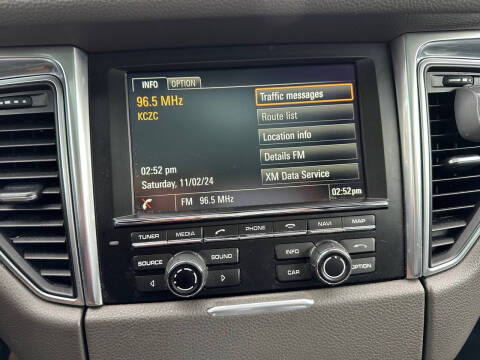 INFO OPTION
96.5 MHz
KCZC
Traffic messages
Route list
Location info
Details FM
XM Data Service
02:52 pm
Saturday, 11/02/24
FM 96.5 MHz
02:52 pm
TUNER MEDIA PHONE NAVI MAP
SOURCE SOUND INFO
CAR OPTION